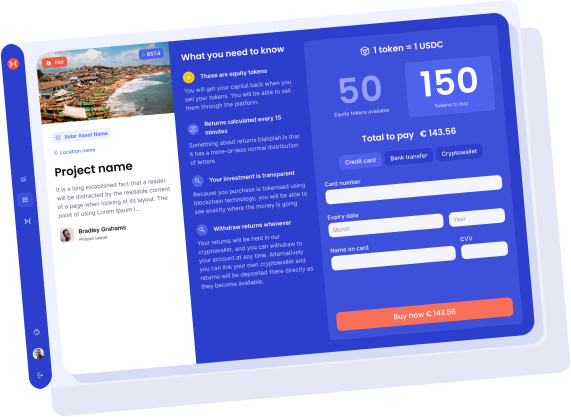 Hot
657.4
Solar Asset Name
Location name
Project name
It is a long established fact that a reader
will be distracted by the readable content
of a page when looking at its layout. The
point of using Lorem Ipsum i...
Bradley Grahams
Project owner
What you need to know
These are equity tokens
You will get your capital back when you
sell your tokens. You will be able to sell
them through the platform.
Returns calculated every 15
minutes
Something about returns blablah is that
it has a more-or-less normal distribution
of letters
Your investment is transparent
Because you purchase is tokenised using
blockchain technology, you will be able to
see exactly where the money is going
Withdraw returns whenever
Your returns will be held in our
cryptowallet, and you can withdraw to
your account at any time. Alternatively
you can link your own cryptowallet and
returns will be deposited there directly as
they become available.
1 token = 1 USDC
50
Equity tokens available
150
Tokens to buy
Total to pay € 143.56
Credit card
Bank transfer
Cryptowallet
Card number
Expiry date
Month
Year
Name on card
CVV
Buy now € 143.56